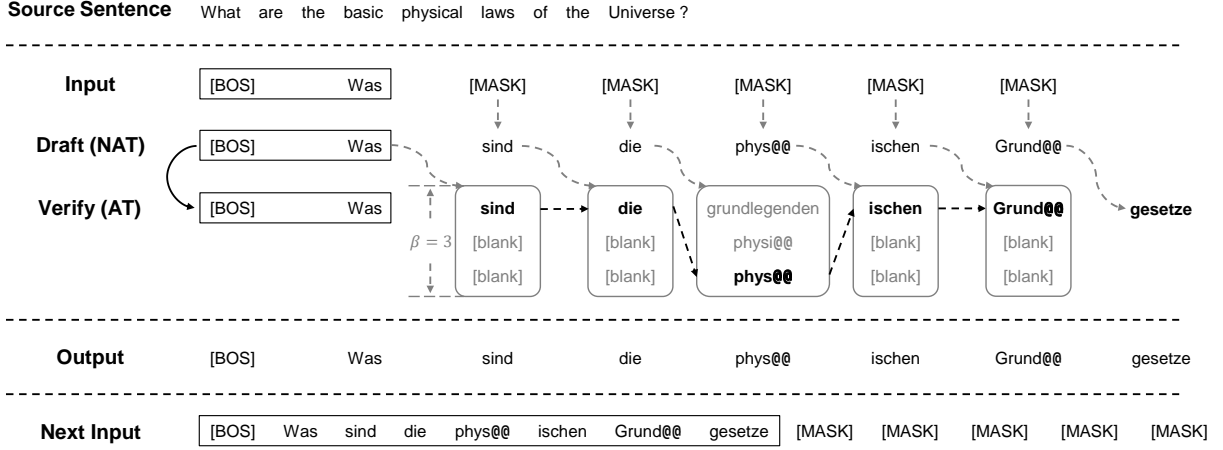 Source Sentence What are the basic physical laws of the Universe ?
Input [BOS] Was [MASK] [MASK] [MASK] [MASK] [MASK]
Draft (NAT) [BOS] Was sind die phys@@ ischen Grund@@
Verify (AT) [BOS] Was sind die grundlegenden ischen Grund@@ gesetze
β = 3 [blank] [blank] physi@@ [blank] [blank]
[blank] [blank] phys@@ [blank] [blank]
Output [BOS] Was sind die phys@@ ischen Grund@@ gesetze
Next Input [BOS] Was sind die phys@@ ischen Grund@@ gesetze [MASK] [MASK] [MASK] [MASK] [MASK]